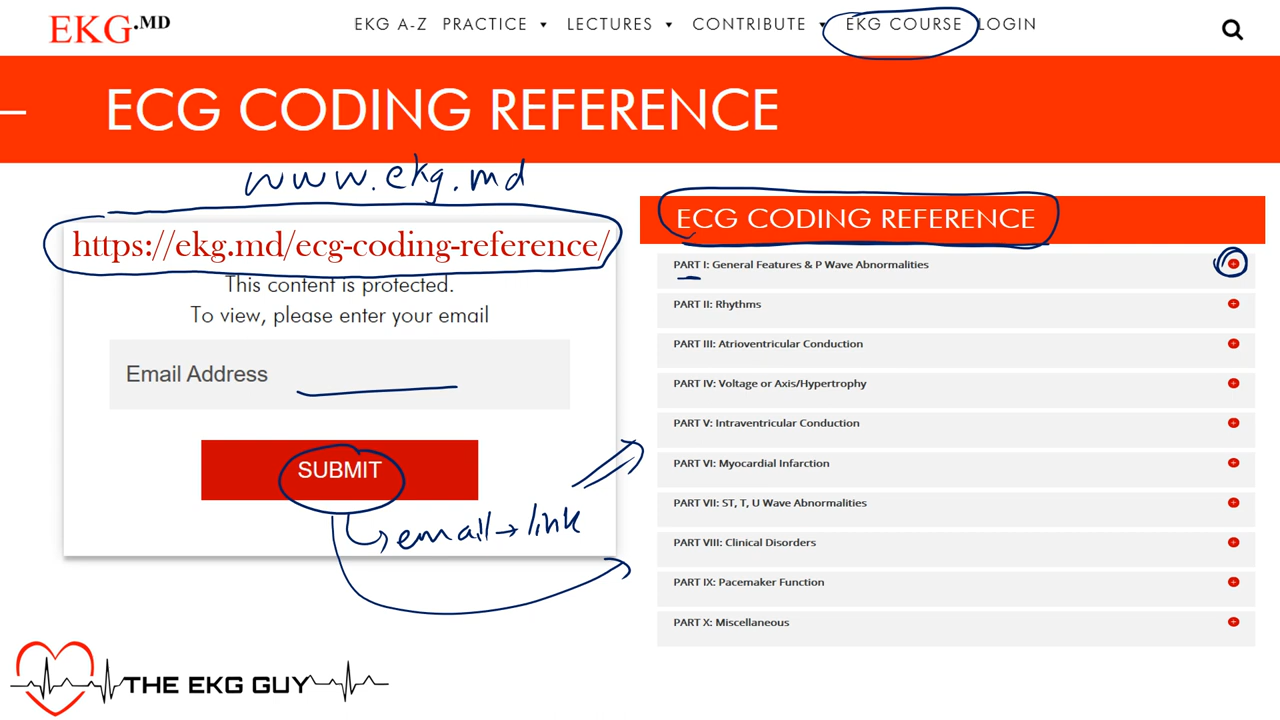 EKG.MD
EKG A-Z PRACTICE LECTURES CONTRIBUTE EKG COURSE LOGIN
ECG CODING REFERENCE
www.ekg.md
https://ekg.md/ecg-coding-reference/
This content is protected.
To view, please enter your email
Email Address
SUBMIT
email → link
ECG CODING REFERENCE
PART I: General Features & P Wave Abnormalities
PART II: Rhythms
PART III: Atrioventricular Conduction
PART IV: Voltage or Axis/Hypertrophy
PART V: Intraventricular Conduction
PART VI: Myocardial Infarction
PART VII: ST, T, U Wave Abnormalities
PART VIII: Clinical Disorders
PART IX: Pacemaker Function
PART X: Miscellaneous
THE EKG GUY